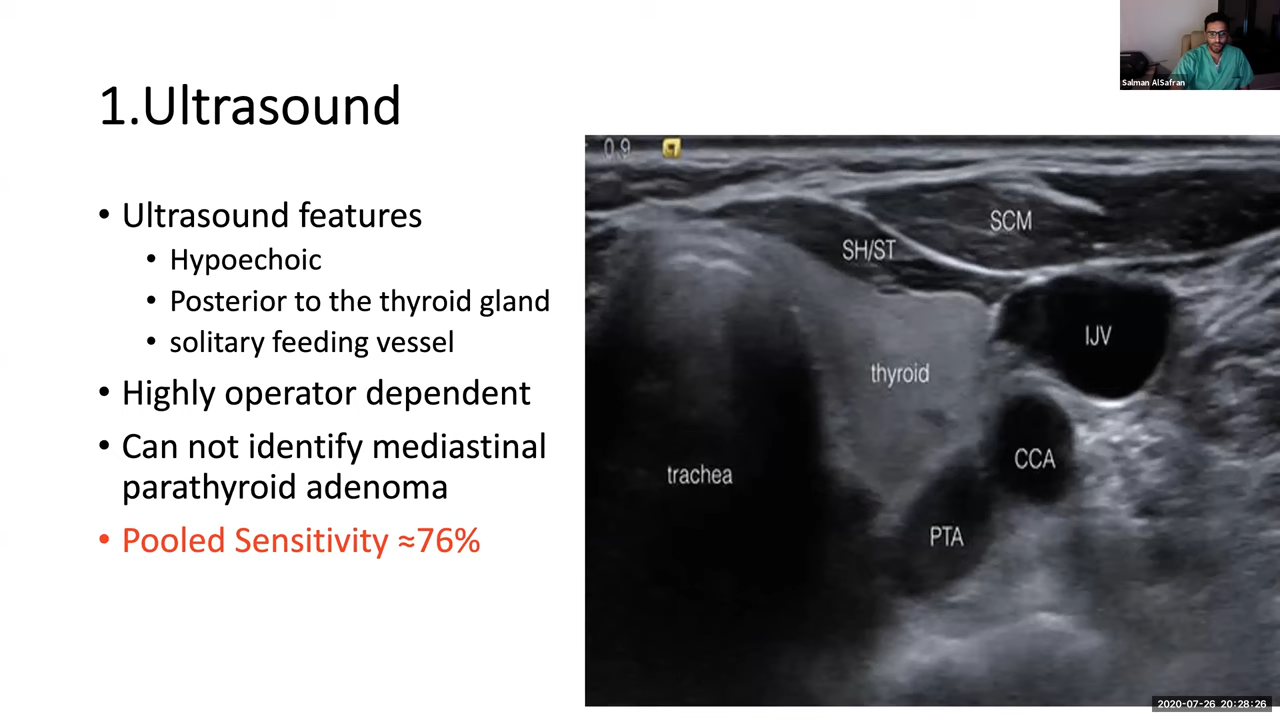 Salman AlSafran
1.Ultrasound
• Ultrasound features
• Hypoechoic
• Posterior to the thyroid gland
• solitary feeding vessel
• Highly operator dependent
• Can not identify mediastinal
parathyroid adenoma
• Pooled Sensitivity ≈76%
0.9
SCM
SH/ST
IJV
thyroid
CCA
trachea
PTA
2020-07-26 20:28:26